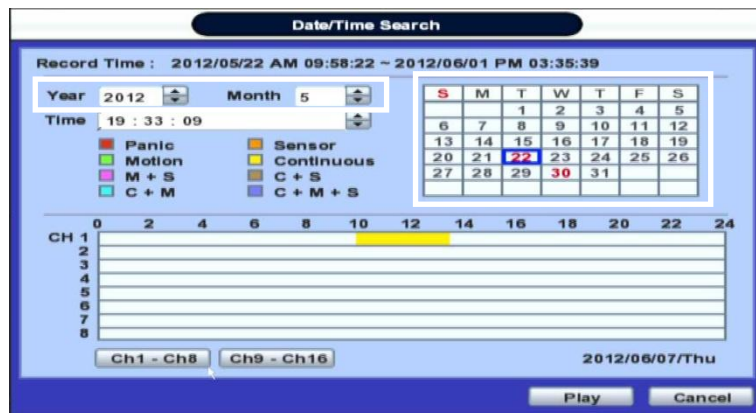 Date/Time Search
Record Time : 2012/05/22 AM 09:58:22 ~ 2012/06/01 PM 03:35:39
Year 2012 Month 5
Time 19 : 33 : 09
Panic Sensor
Motion Continuous
M + S C + S
C + M C + M + S
S M T W T F S
1 2 3 4 5
6 7 8 9 10 11 12
13 14 15 16 17 18 19
20 21 22 23 24 25 26
27 28 29 30 31
0 2 4 6 8 10 12 14 16 18 20 22 24
CH 1
2
3
4
5
6
7
8
Ch1 - Ch8 Ch9 - Ch16 2012/06/07/Thu
Play Cancel